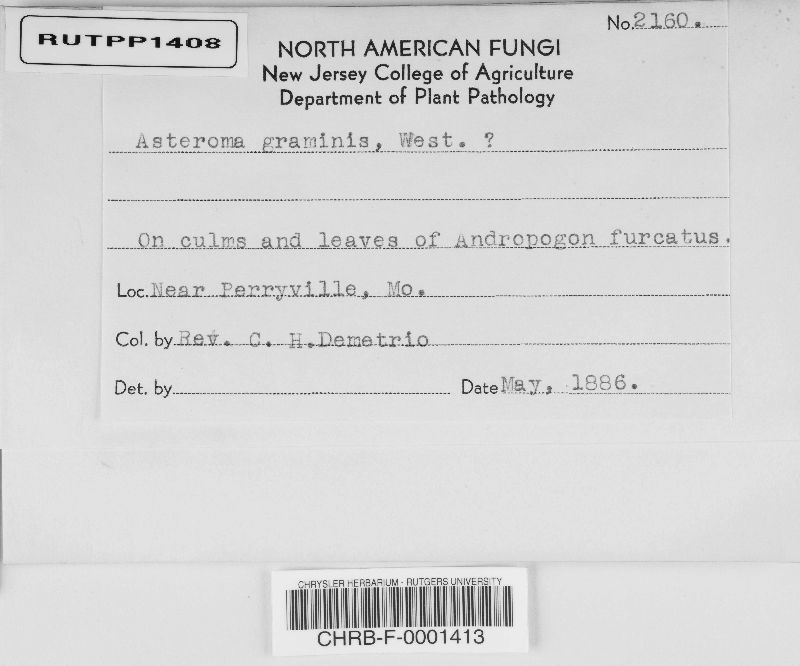 RUTPP1408
No. 2160.
NORTH AMERICAN FUNGI
New Jersey College of Agriculture
Department of Plant Pathology
Asteroma graminis, West. ?
On culms and leaves of Andropogon furcatus.
Loc. Near Perryville, Mo.
Col. by Rev. C. H. Demetrio
Det. by
Date May, 1886.
CHRYSLER HERBARIUM - RUTGERS UNIVERSITY
CHRB-F-0001413